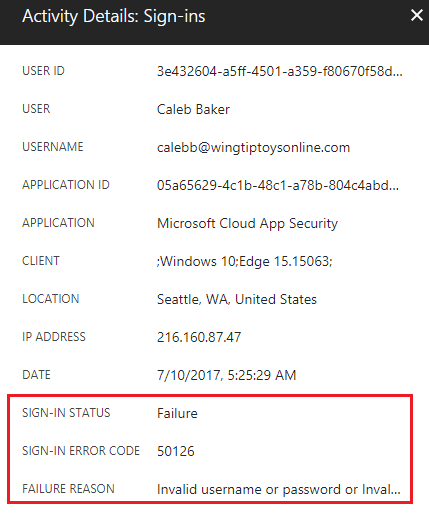 Activity Details: Sign-ins
USER ID 3e432604-a5ff-4501-a359-f80670f58d...
USER Caleb Baker
USERNAME calebb@wingtiptoysonline.com
APPLICATION ID 05a65629-4c1b-48c1-a78b-804c4abd...
APPLICATION Microsoft Cloud App Security
CLIENT ;Windows 10;Edge 15.15063;
LOCATION Seattle, WA, United States
IP ADDRESS 216.160.87.47
DATE 7/10/2017, 5:25:29 AM
SIGN-IN STATUS Failure
SIGN-IN ERROR CODE 50126
FAILURE REASON Invalid username or password or Inval...